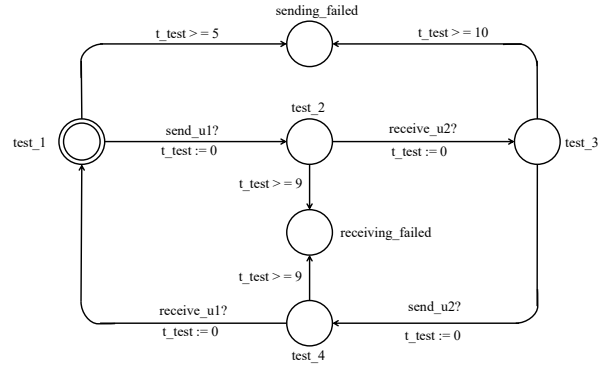 sending_failed
t_test >= 5
t_test >= 10
test_2
test_1
send_u1?
t_test := 0
receive_u2?
t_test := 0
test_3
t_test >= 9
receiving_failed
t_test >= 9
receive_u1?
t_test := 0
send_u2?
t_test := 0
test_4